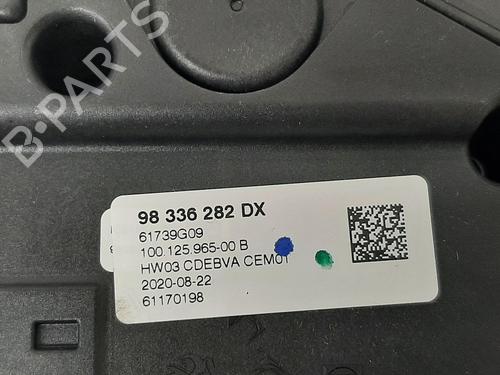 B-PARTS
98 336 282 DX
61739G09
100.125.965-00 B
HW03 CDEBVA CEM01
2020-08-22
61170198